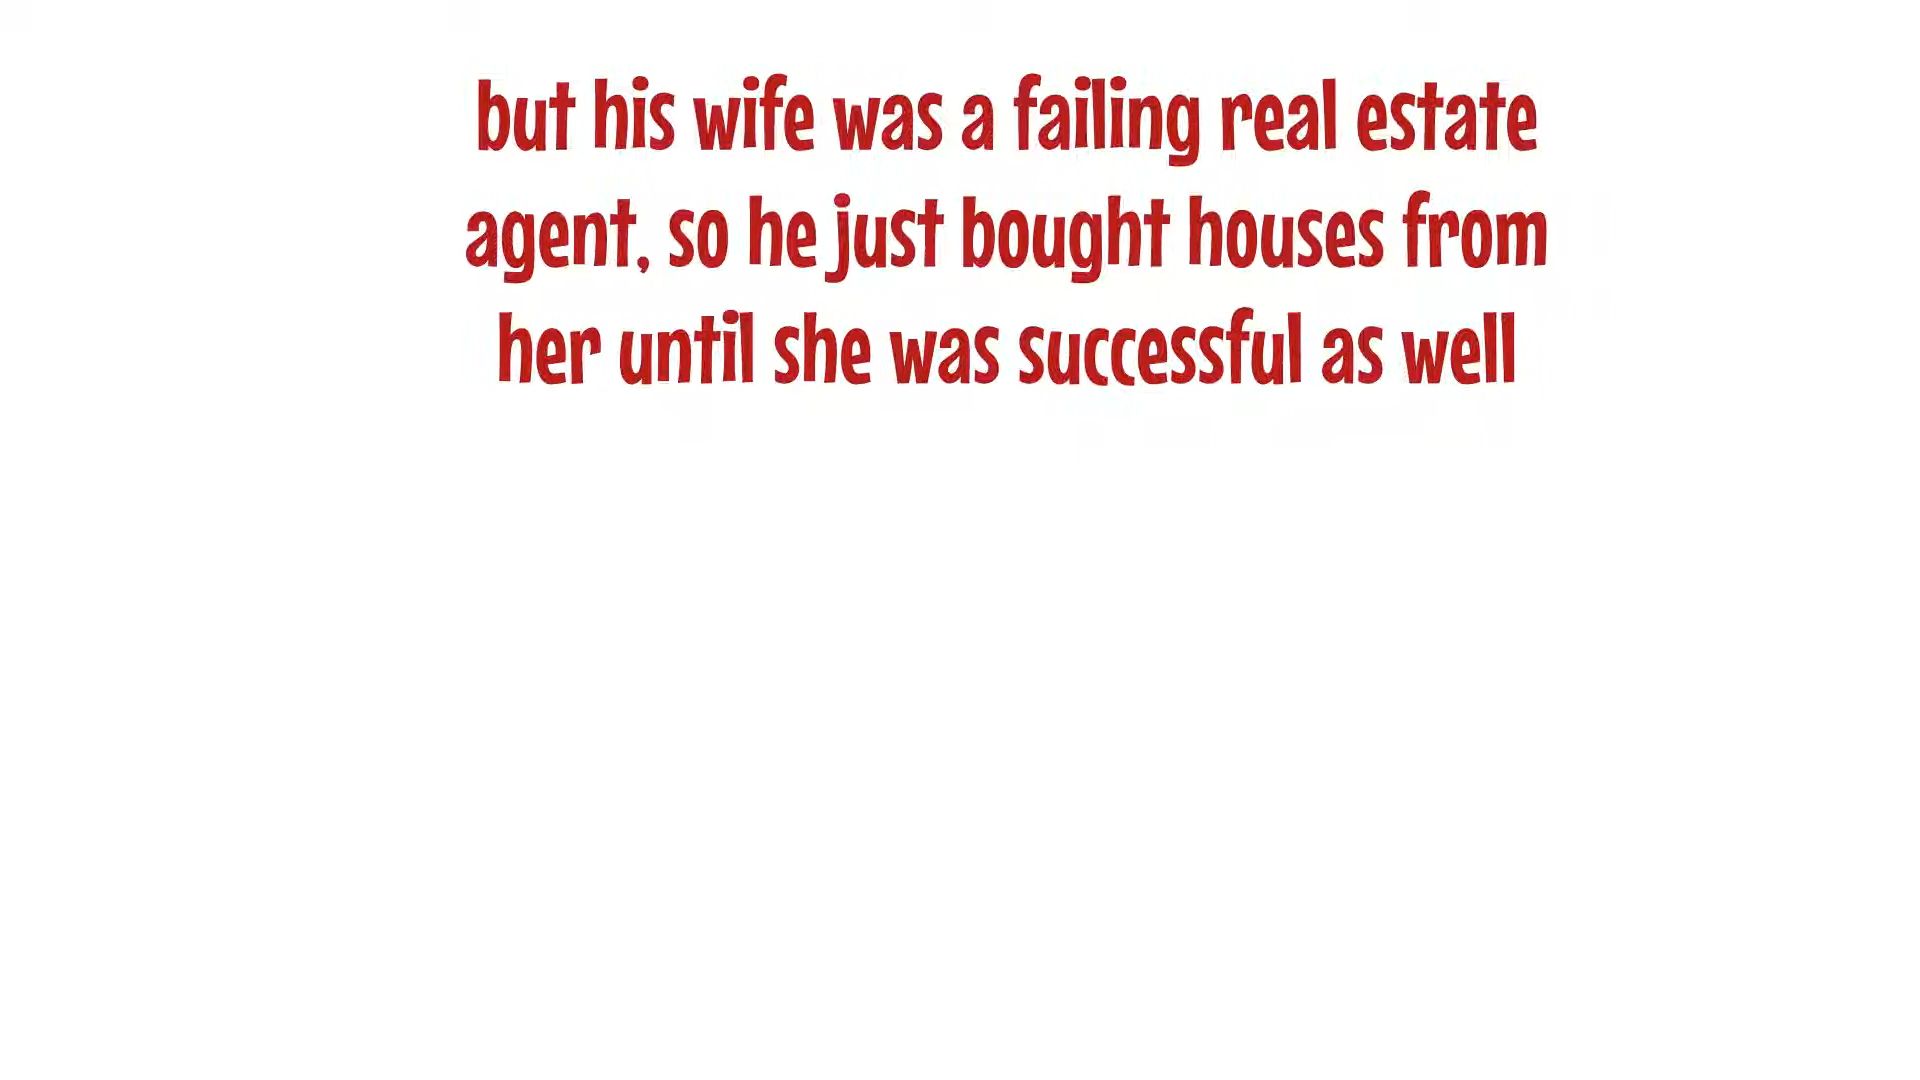 but his wife was a failing real estate
agent, so he just bought houses from
her until she was successful as well